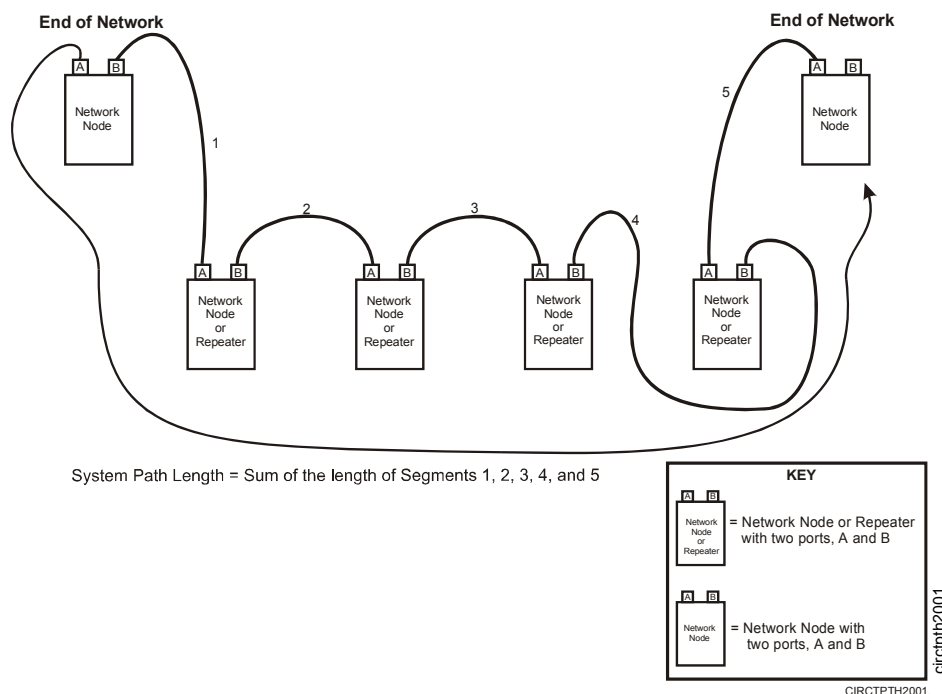 End of Network
End of Network
A B
Network
Node
1
A B
Network
Node
5
2
3
4
A B
Network
Node
or
Repeater
A B
Network
Node
or
Repeater
A B
Network
Node
or
Repeater
A B
Network
Node
or
Repeater
System Path Length = Sum of the length of Segments 1, 2, 3, 4, and 5
KEY
A B
Network
Node
or
Repeater
= Network Node or Repeater
with two ports, A and B
A B
Network
Node
= Network Node with
two ports, A and B
circtpth2001
CIRCTPTH2001